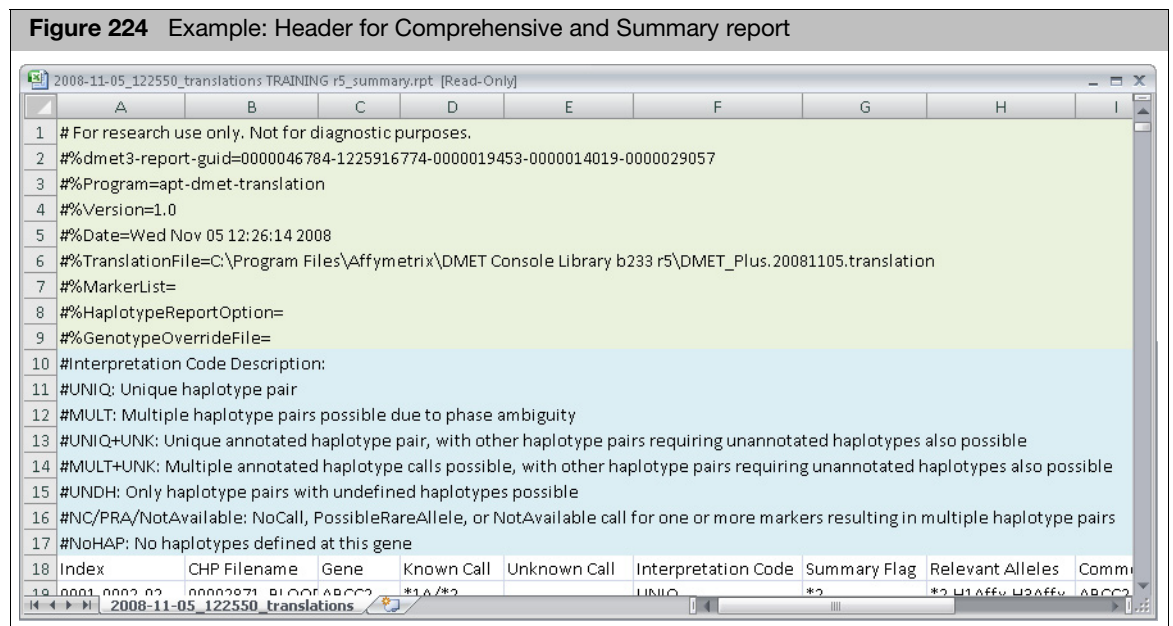 Figure 224 Example: Header for Comprehensive and Summary report
2008-11-05_122550_translations TRAINING r5_summary.rpt [Read-Only]
A B C D E F G H I
1 # For research use only. Not for diagnostic purposes.
2 #%dmet3-report-guid=0000046784-1225916774-0000019453-0000014019-0000029057
3 #%Program=apt-dmet-translation
4 #%Version=1.0
5 #%Date=Wed Nov 05 12:26:14 2008
6 #%TranslationFile=C:\Program Files\Affymetrix\DMET Console Library b233 r5\DMET_Plus.20081105.translation
7 #%MarkerList=
8 #%HaplotypeReportOption=
9 #%GenotypeOverrideFile=
10 #Interpretation Code Description:
11 #UNIQ: Unique haplotype pair
12 #MULT: Multiple haplotype pairs possible due to phase ambiguity
13 #UNIQ+UNK: Unique annotated haplotype pair, with other haplotype pairs requiring unannotated haplotypes also possible
14 #MULT+UNK: Multiple annotated haplotype calls possible, with other haplotype pairs requiring unannotated haplotypes also possible
15 #UNDH: Only haplotype pairs with undefined haplotypes possible
16 #NC/PRA/NotAvailable: NoCall, PossibleRareAllele, or NotAvailable call for one or more markers resulting in multiple haplotype pairs
17 #NoHAP: No haplotypes defined at this gene
18 Index CHP Filename Gene Known Call Unknown Call Interpretation Code Summary Flag Relevant Alleles
19 *1A/*2 UNIQ *2
2008-11-05_122550_translations